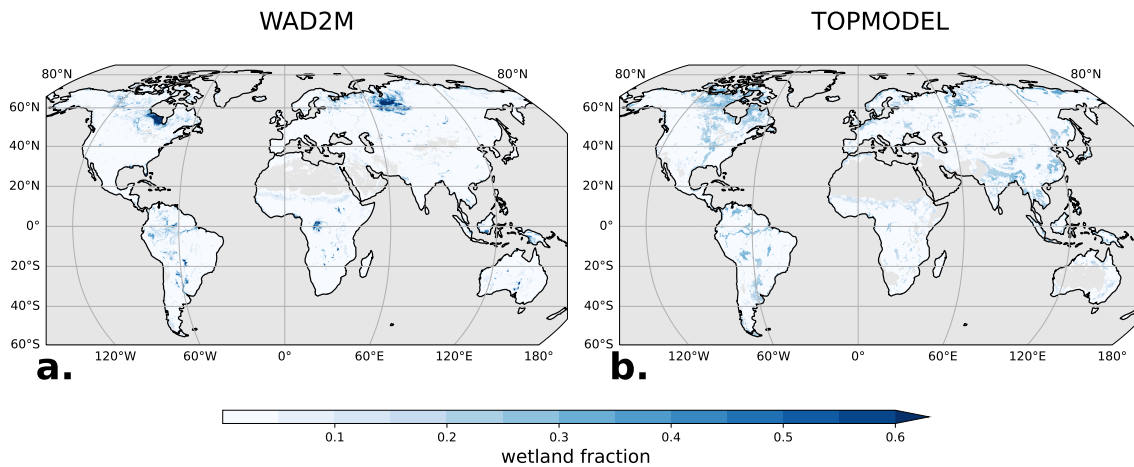 WAD2M TOPMODEL
80°N 80°N 80°N 80°N
60°N 60°N
40°N 40°N
20°N 20°N
0° 0°
20°S 20°S
40°S 40°S
60°S 60°S
120°W 60°W 0° 60°E 120°E 180° 120°W 60°W 0° 60°E 120°E 180°
a. b.
0.1 0.2 0.3 0.4 0.5 0.6
wetland fraction